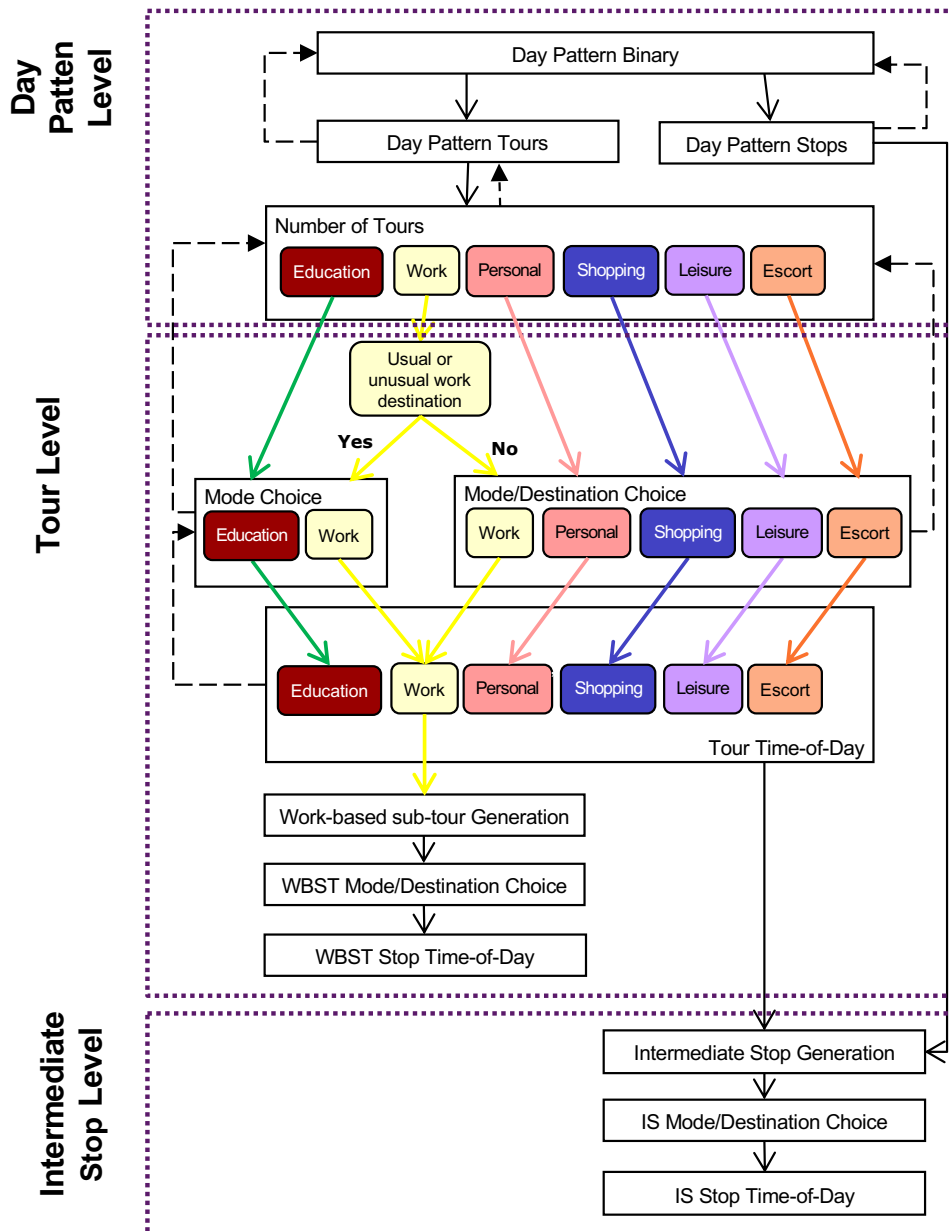 Day
Patten
Level
Day Pattern Binary
Day Pattern Tours
Day Pattern Stops
Number of Tours
Education
Work
Personal
Shopping
Leisure
Escort
Tour Level
Usual or
unusual work
destination
Yes
No
Mode Choice
Education
Work
Mode/Destination Choice
Work
Personal
Shopping
Leisure
Escort
Education
Work
Personal
Shopping
Leisure
Escort
Tour Time-of-Day
Work-based sub-tour Generation
WBST Mode/Destination Choice
WBST Stop Time-of-Day
Intermediate
Stop Level
Intermediate Stop Generation
IS Mode/Destination Choice
IS Stop Time-of-Day